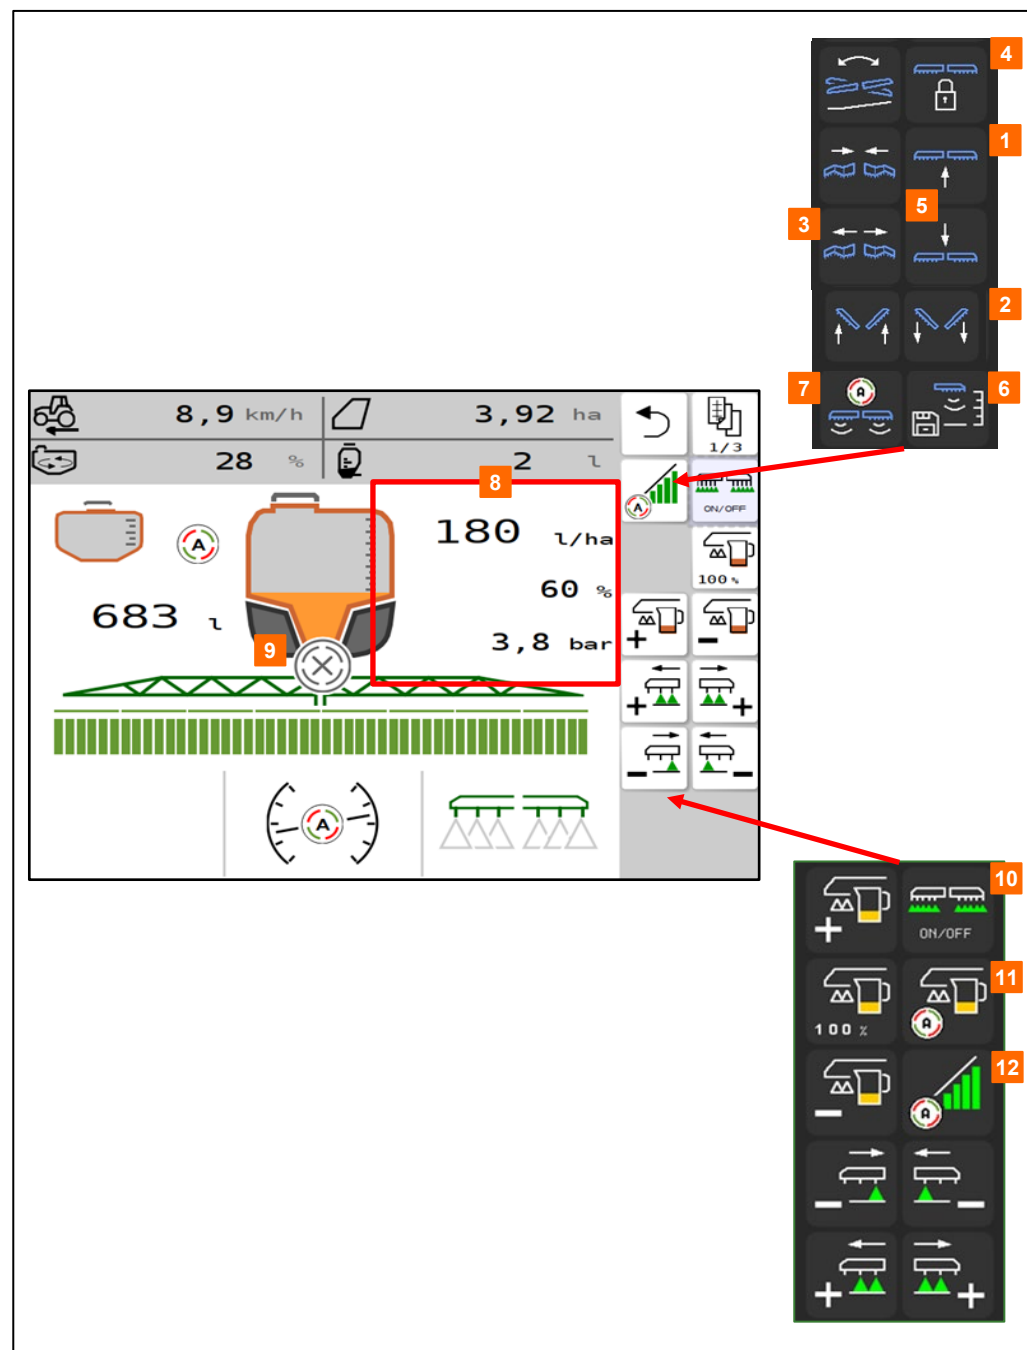 4
1
5
3
2
7
6
8,9 km/h
3,92 ha
1/3
28 %
2 l
8
A
ON/OFF
180 l/ha
A
100 %
60 %
683 l
+
−
9
3,8 bar
+
+
−
−
A
10
+
ON/OFF
11
100 %
A
12
−
A
−
−
+
+
A